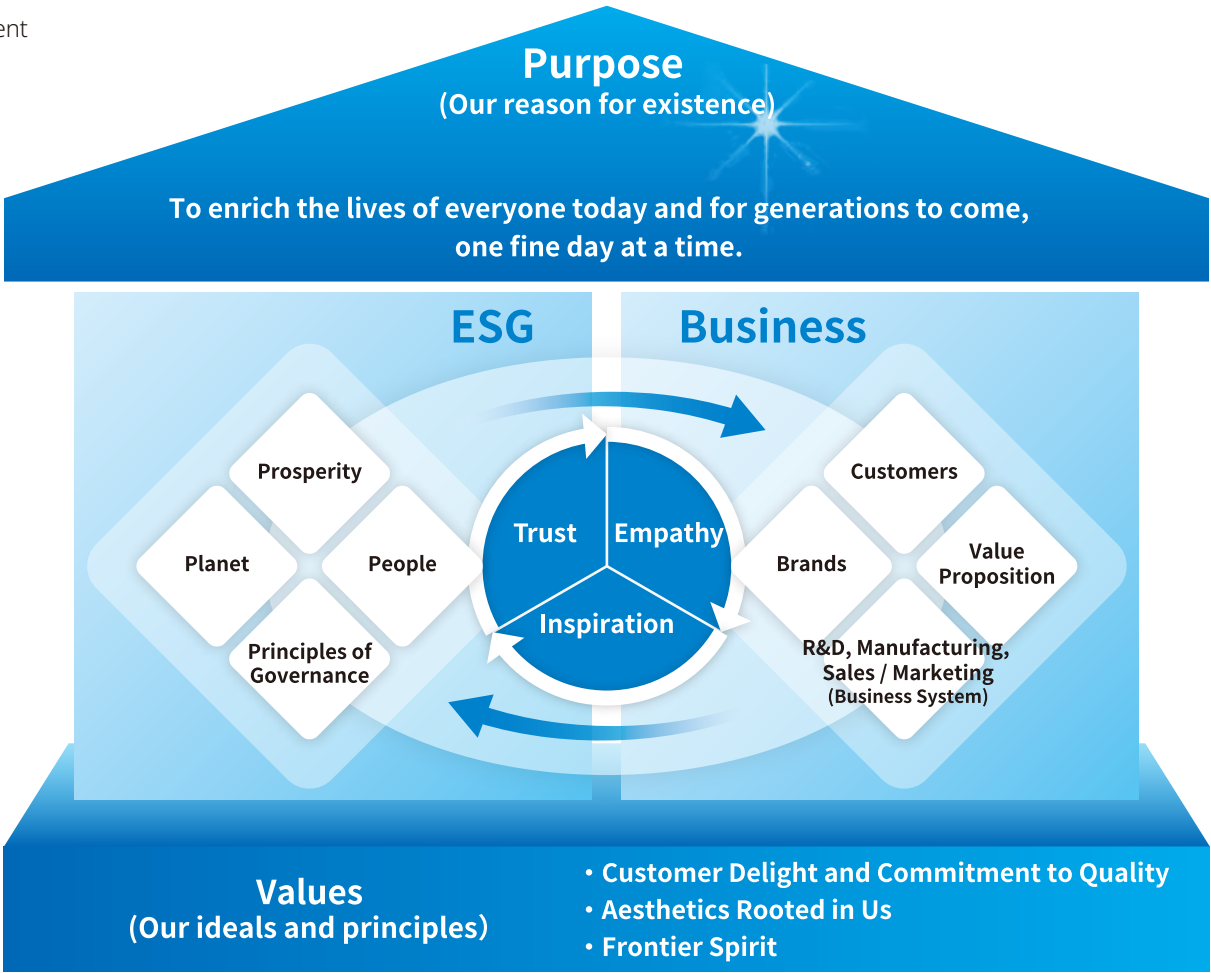 Purpose
(Our reason for existence)
To enrich the lives of everyone today and for generations to come,
one fine day at a time.
ESG
Business
Prosperity
Planet
People
Principles of
Governance
Trust
Empathy
Inspiration
Customers
Brands
Value
Proposition
R&D, Manufacturing,
Sales / Marketing
(Business System)
Values
(Our ideals and principles）
・Customer Delight and Commitment to Quality
・Aesthetics Rooted in Us
・Frontier Spirit